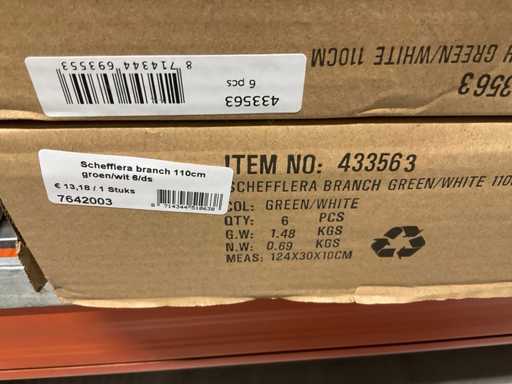 433563
6 pcs
8 714344 693553
H GREEN/WHITE 110CM
433563
Schefflera branch 110cm
groen/wit 6/ds
€ 13,18 / 1 Stuks
7642003
ITEM NO: 433563
SCHEFFLERA BRANCH GREEN/WHITE 110
COL: GREEN/WHITE
QTY: 6 PCS
G.W: 1.48 KGS
N.W: 0.69 KGS
MEAS: 124X30X10CM